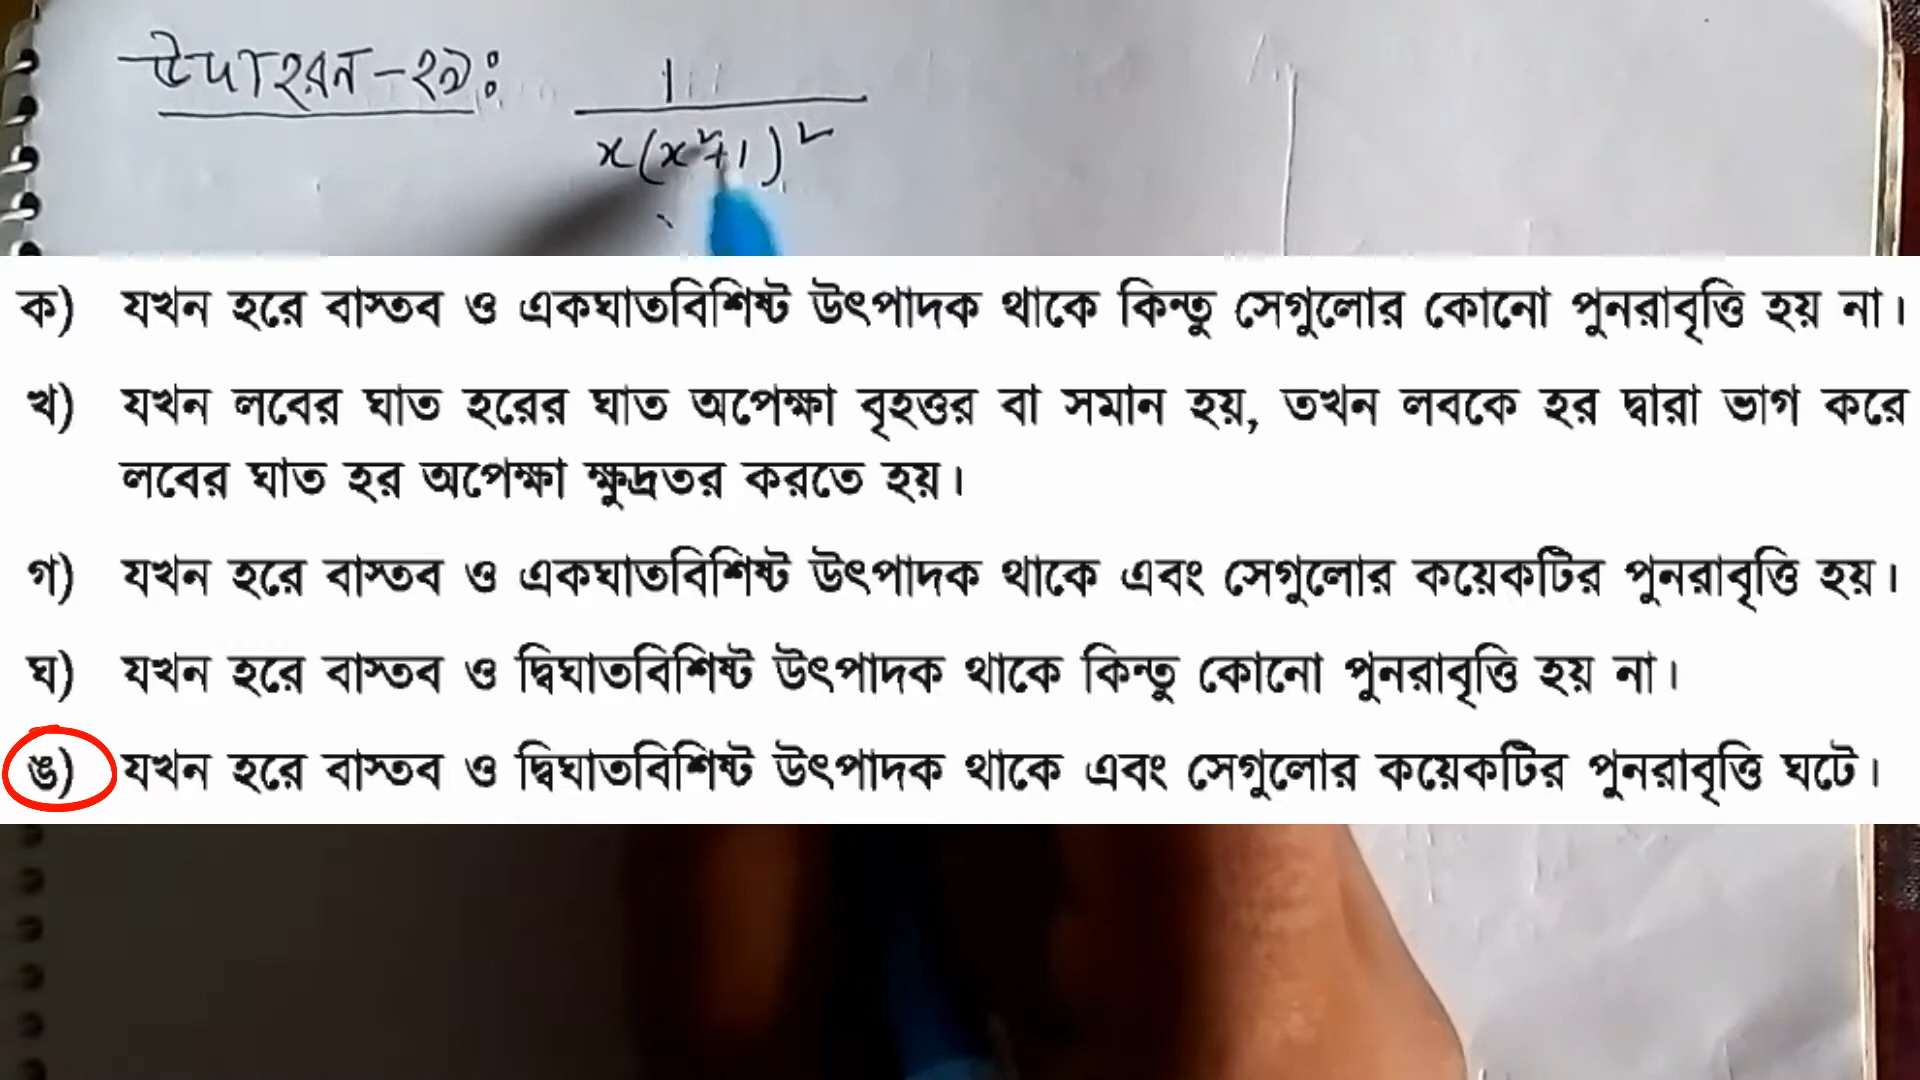 উদাহরন-২৯:
1
x(x²+1)²
ক) যখন হরে বাস্তব ও একঘাতবিশিষ্ট উৎপাদক থাকে কিন্তু সেগুলোর কোনো পুনরাবৃত্তি হয় না।
খ) যখন লবের ঘাত হরের ঘাত অপেক্ষা বৃহত্তর বা সমান হয়, তখন লবকে হর দ্বারা ভাগ করে
লবের ঘাত হর অপেক্ষা ক্ষুদ্রতর করতে হয়।
গ) যখন হরে বাস্তব ও একঘাতবিশিষ্ট উৎপাদক থাকে এবং সেগুলোর কয়েকটির পুনরাবৃত্তি হয়।
ঘ) যখন হরে বাস্তব ও দ্বিঘাতবিশিষ্ট উৎপাদক থাকে কিন্তু কোনো পুনরাবৃত্তি হয় না।
ঙ) যখন হরে বাস্তব ও দ্বিঘাতবিশিষ্ট উৎপাদক থাকে এবং সেগুলোর কয়েকটির পুনরাবৃত্তি ঘটে।